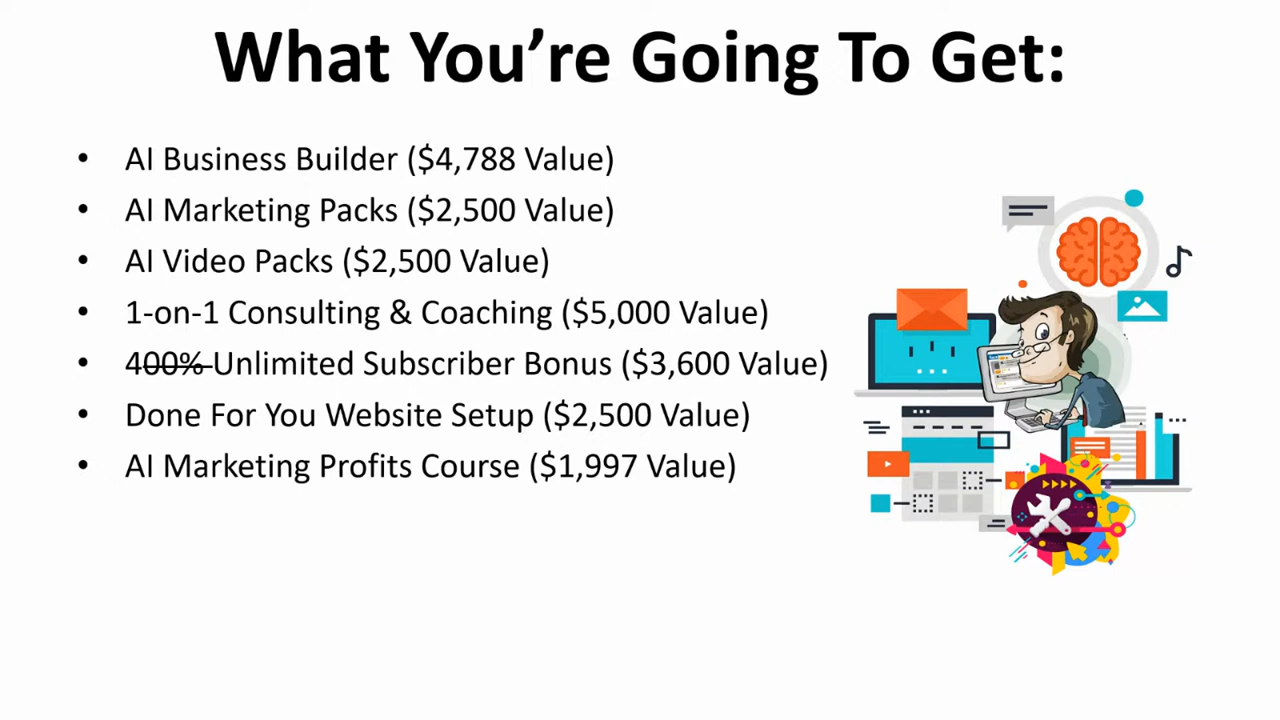 What You’re Going To Get:
• AI Business Builder ($4,788 Value)
• AI Marketing Packs ($2,500 Value)
• AI Video Packs ($2,500 Value)
• 1-on-1 Consulting & Coaching ($5,000 Value)
• 400% Unlimited Subscriber Bonus ($3,600 Value)
• Done For You Website Setup ($2,500 Value)
• AI Marketing Profits Course ($1,997 Value)